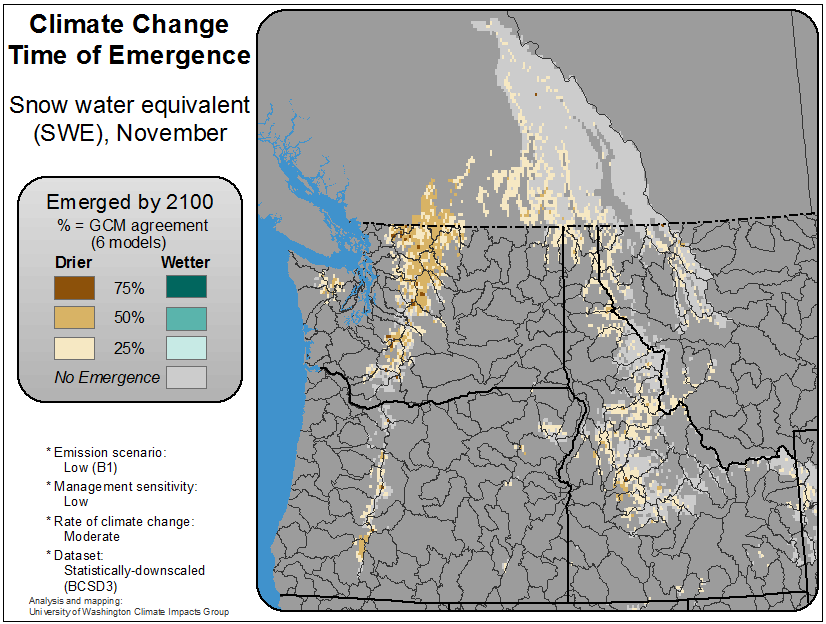 Climate Change
Time of Emergence
Snow water equivalent
(SWE), November
Emerged by 2100
% = GCM agreement
(6 models)
Drier Wetter
75%
50%
25%
No Emergence
* Emission scenario:
Low (B1)
* Management sensitivity:
Low
* Rate of climate change:
Moderate
* Dataset:
Statistically-downscaled
(BCSD3)
Analysis and mapping:
University of Washington Climate Impacts Group